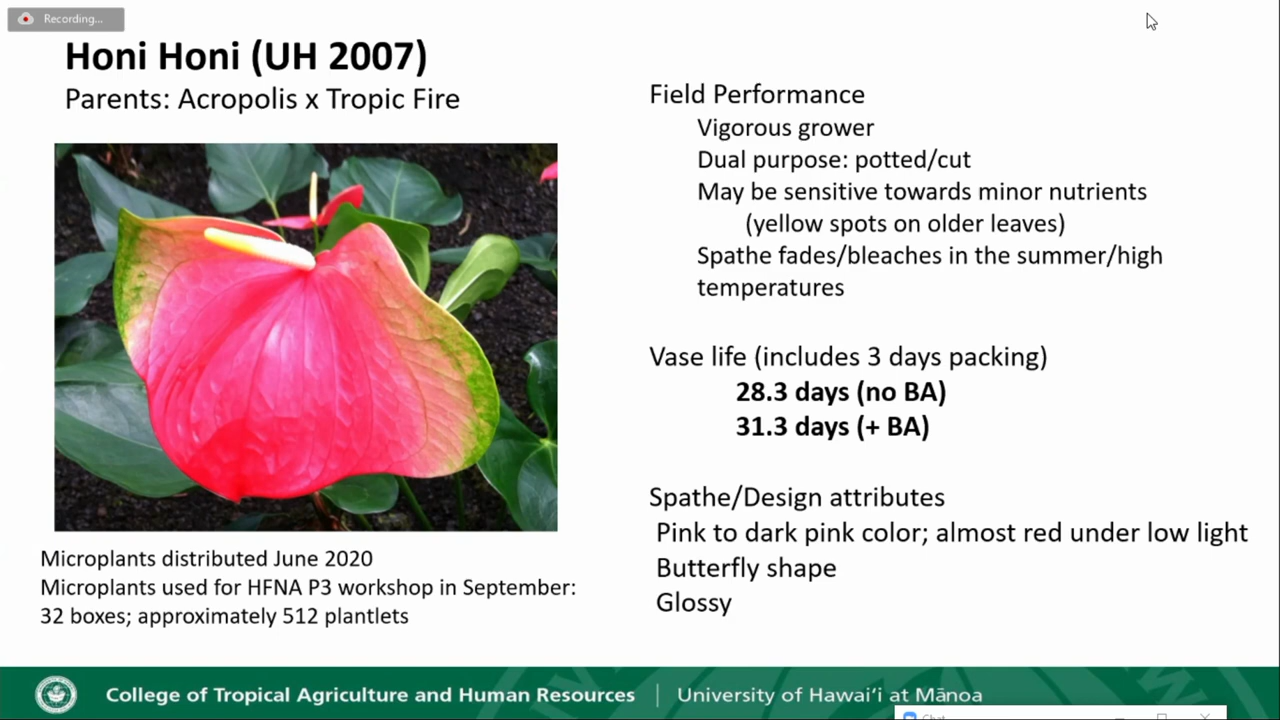 Recording...
Honi Honi (UH 2007)
Parents: Acropolis x Tropic Fire
Microplants distributed June 2020
Microplants used for HFNA P3 workshop in September:
32 boxes; approximately 512 plantlets
Field Performance
Vigorous grower
Dual purpose: potted/cut
May be sensitive towards minor nutrients
(yellow spots on older leaves)
Spathe fades/bleaches in the summer/high
temperatures
Vase life (includes 3 days packing)
28.3 days (no BA)
31.3 days (+ BA)
Spathe/Design attributes
Pink to dark pink color; almost red under low light
Butterfly shape
Glossy
College of Tropical Agriculture and Human Resources
University of Hawaiʻi at Mānoa
Chat